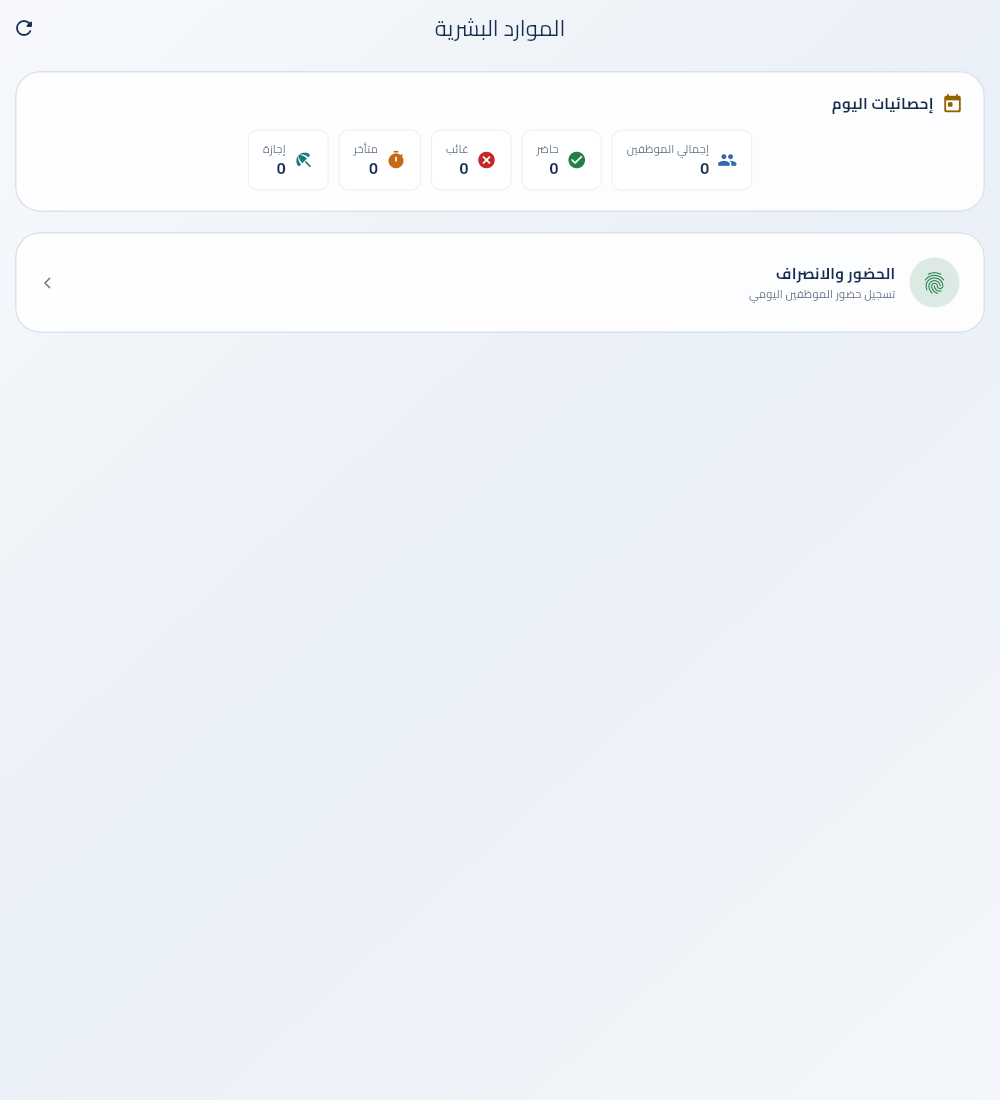 الموارد البشرية
إحصائيات اليوم
إجمالي الموظفين
0
حاضر
0
غائب
0
متأخر
0
إجازة
0
الحضور والانصراف
تسجيل حضور الموظفين اليومي